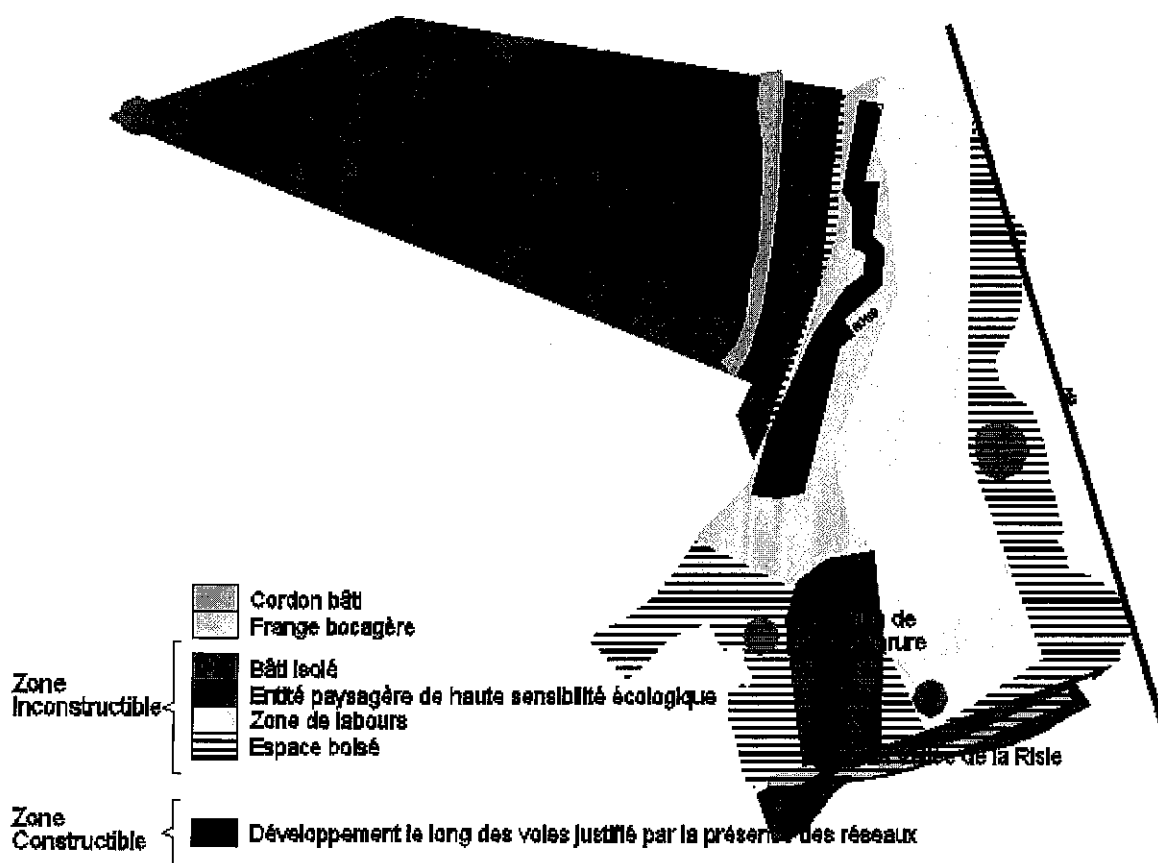 Cordon bâti
Frange bocagère
Zone
Inconstructible
Bâti isolé
Entité paysagère de haute sensibilité écologique
Zone de labours
Espace boisé
de
de la Risle
Zone
Constructible
Développement le long des voies justifié par la présence des réseaux